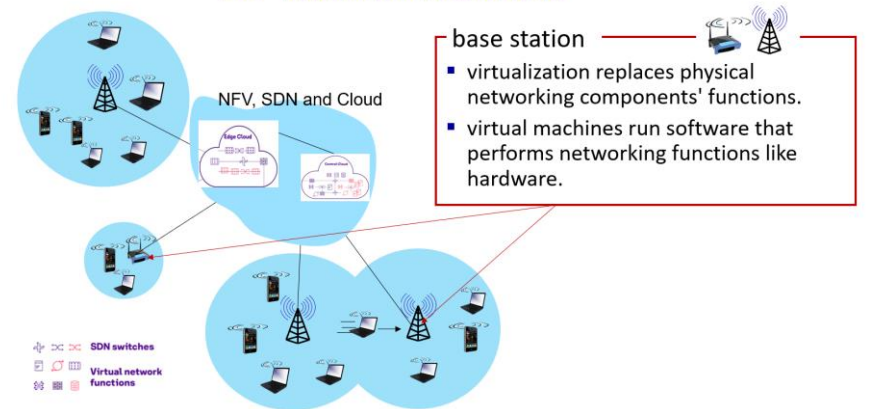 base station
▪ virtualization replaces physical
networking components' functions.
▪ virtual machines run software that
performs networking functions like
hardware.
NFV, SDN and Cloud
Edge Cloud
Central Cloud
SDN switches
Virtual network
functions